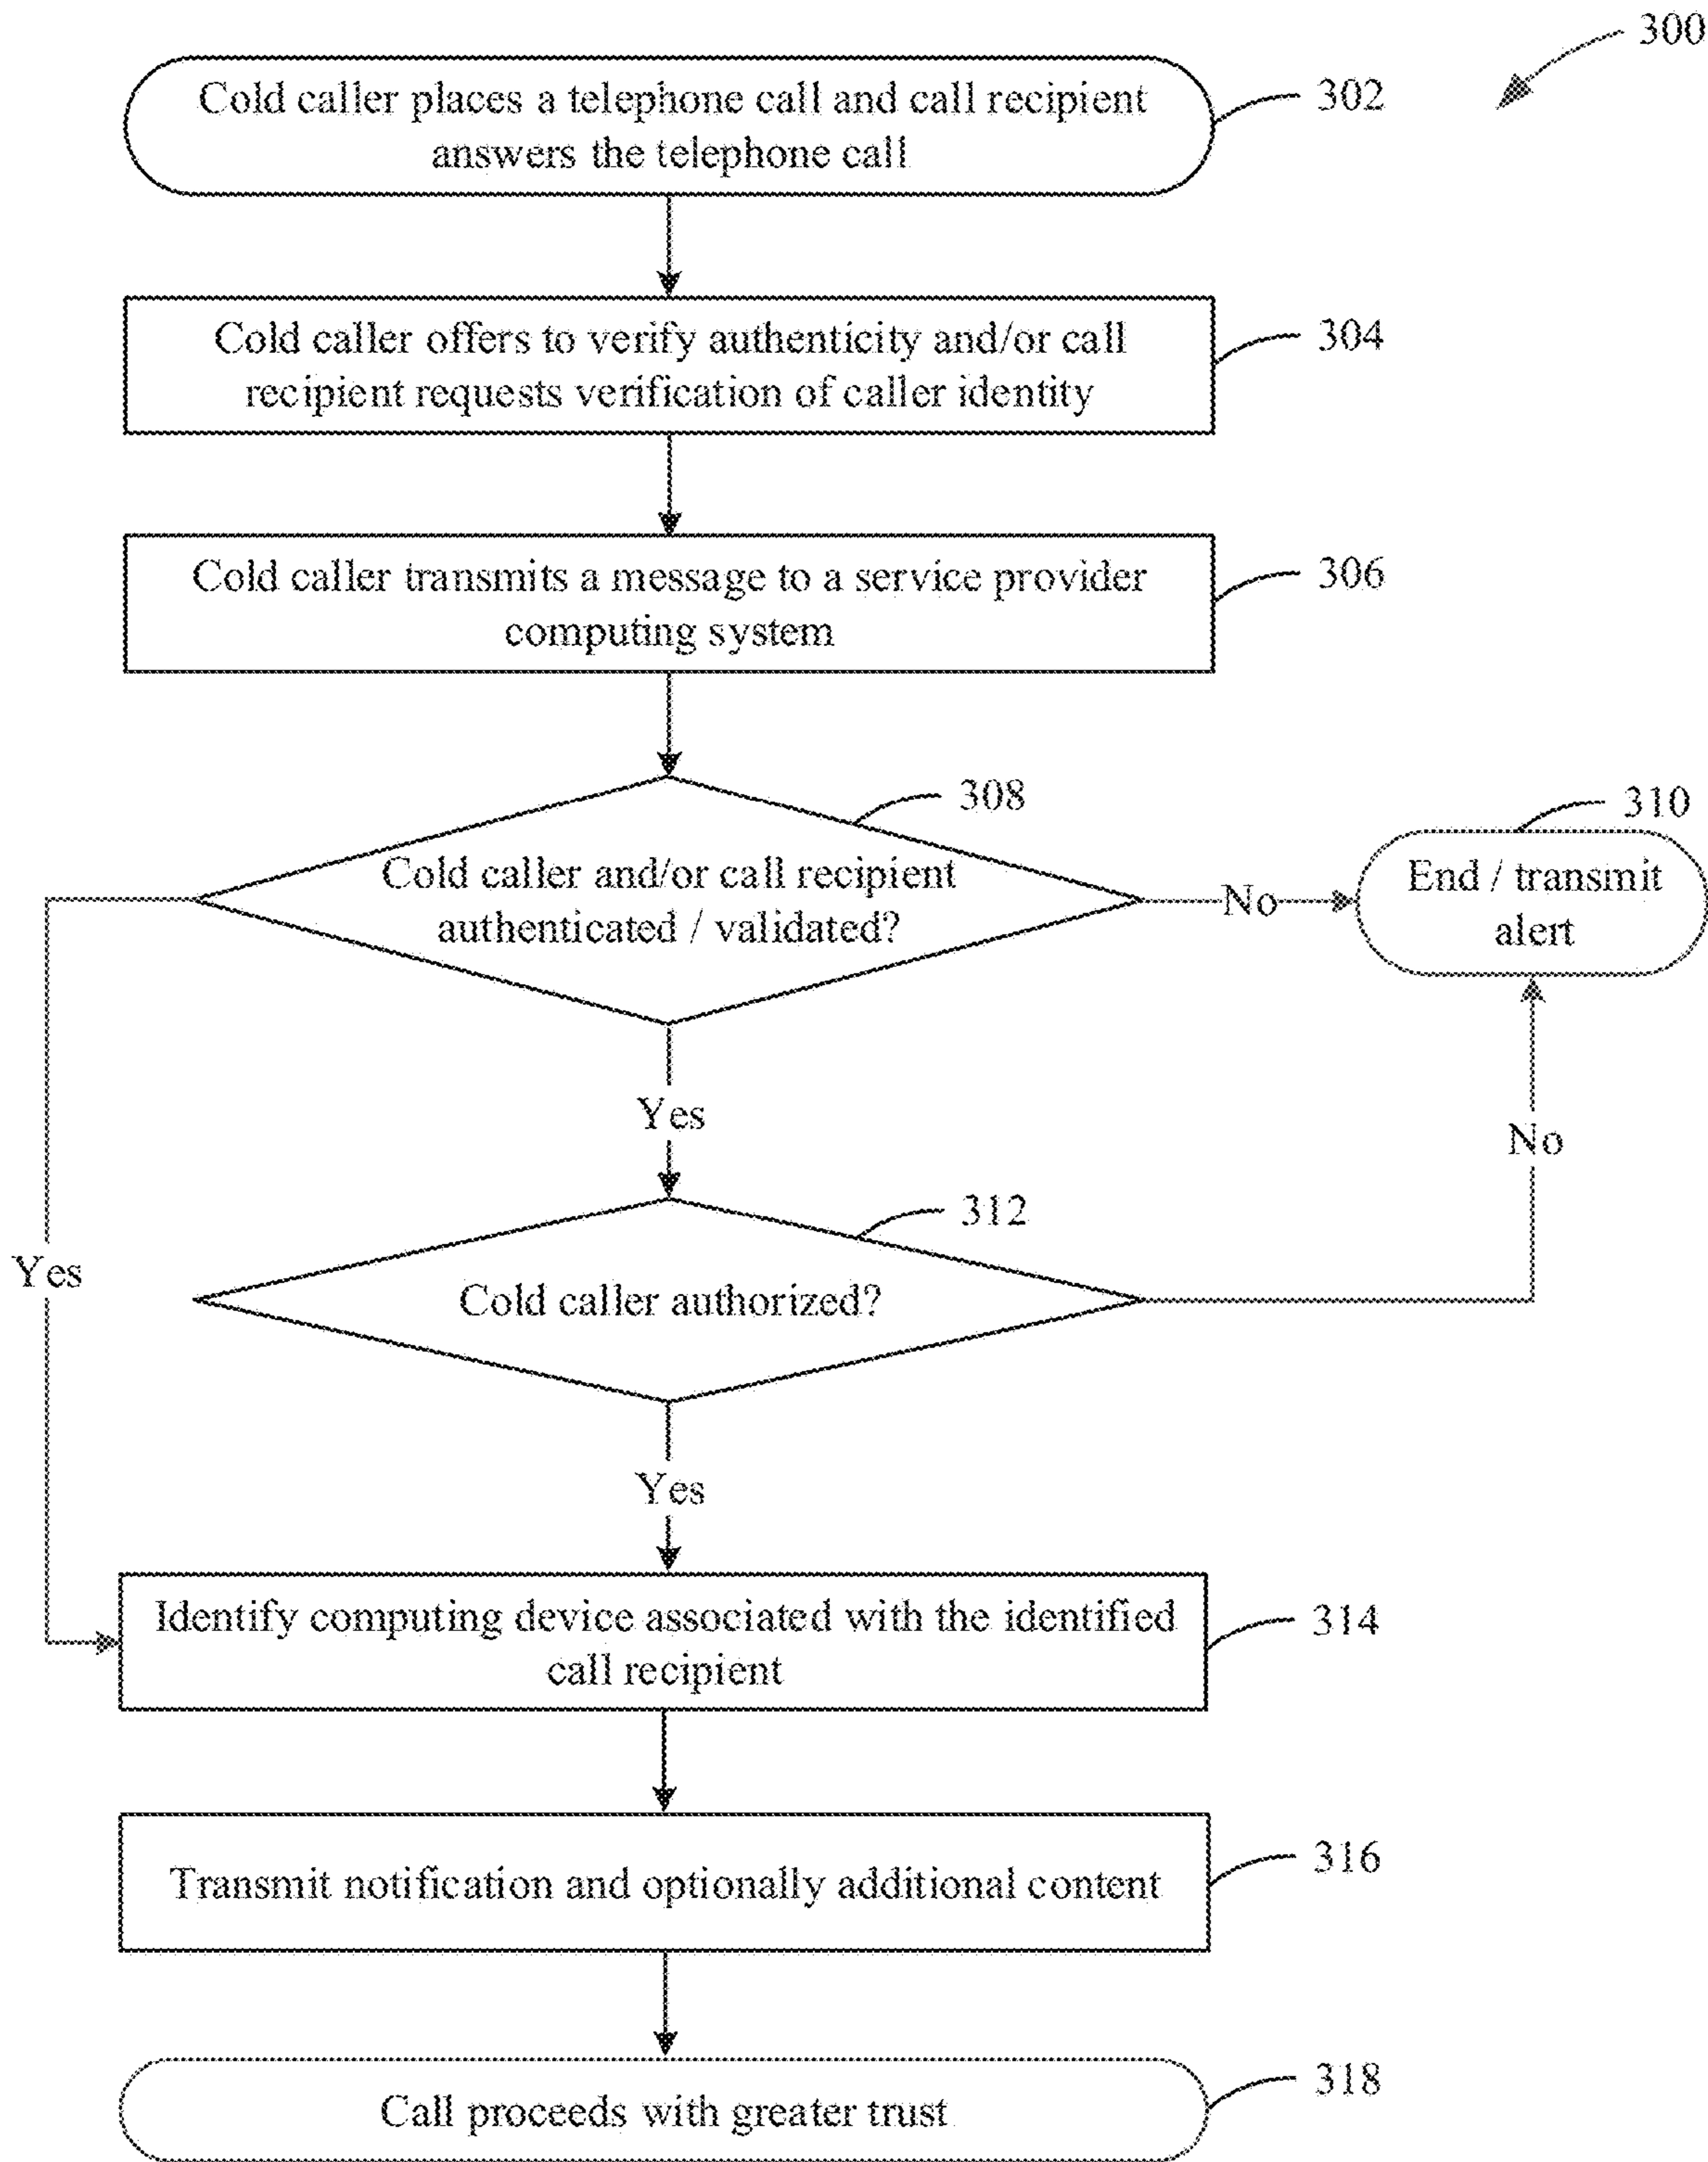 300
Cold caller places a telephone call and call recipient
answers the telephone call
302
Cold caller offers to verify authenticity and/or call
recipient requests verification of caller identity
304
Cold caller transmits a message to a service provider
computing system
306
308
Cold caller and/or call recipient
authenticated / validated?
No
310
End / transmit
alert
Yes
No
312
Yes
Cold caller authorized?
Yes
Identify computing device associated with the identified
call recipient
314
Transmit notification and optionally additional content
316
Call proceeds with greater trust
318